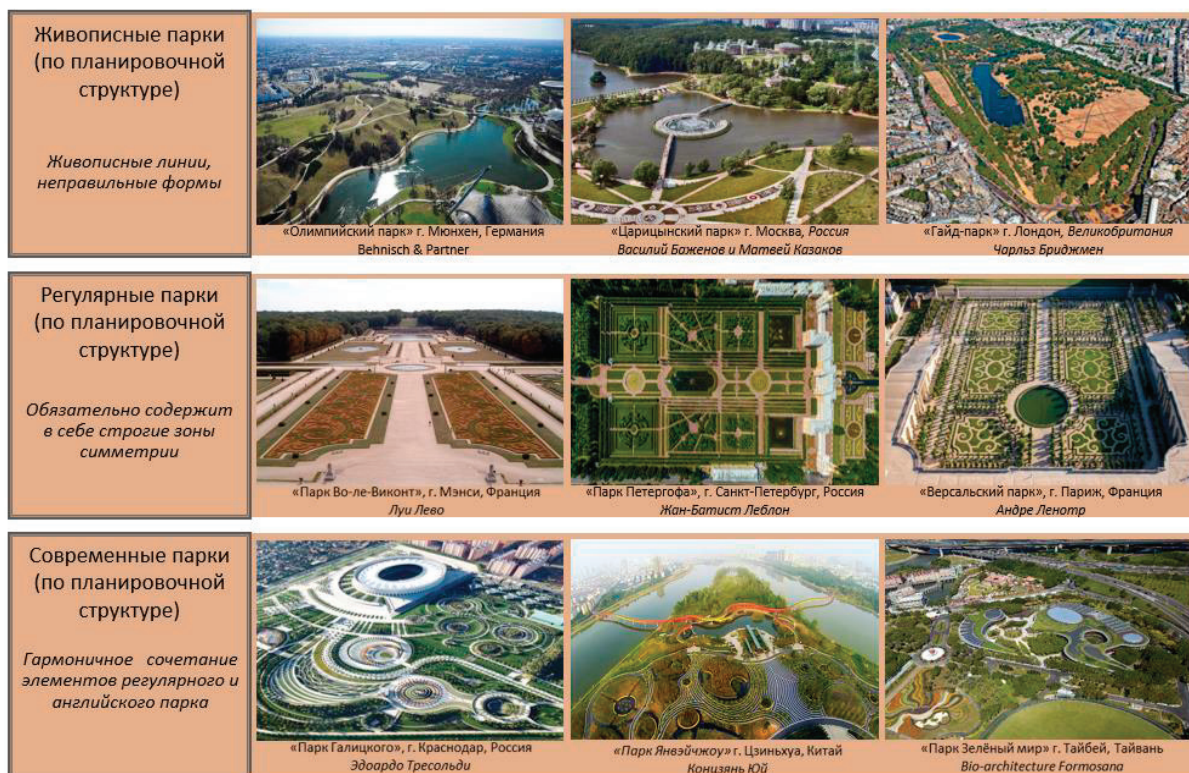 Живописные парки
(по планировочной
структуре)
Живописные линии,
неправильные формы
«Олимпийский парк» г. Мюнхен, Германия
Behnisch & Partner
«Царицынский парк» г. Москва, Россия
Василий Баженов и Матвей Казаков
«Гайд-парк» г. Лондон, Великобритания
Чарльз Бриджмен
Регулярные парки
(по планировочной
структуре)
Обязательно содержит
в себе строгие зоны
симметрии
«Парк Во-ле-Виконт», г. Мэнси, Франция
Луи Лево
«Парк Петергофа», г. Санкт-Петербург, Россия
Жан-Батист Леблон
«Версальский парк», г. Париж, Франция
Андре Ленотр
Современные парки
(по планировочной
структуре)
Гармоничное сочетание
элементов регулярного и
английского парка
«Парк Галицкого», г. Краснодар, Россия
Эдоардо Тресольди
«Парк Янвэйчжоу» г. Цзиньхуа, Китай
Концзянь Юй
«Парк Зелёный мир» г. Тайбей, Тайвань
Bio-architecture Formosana